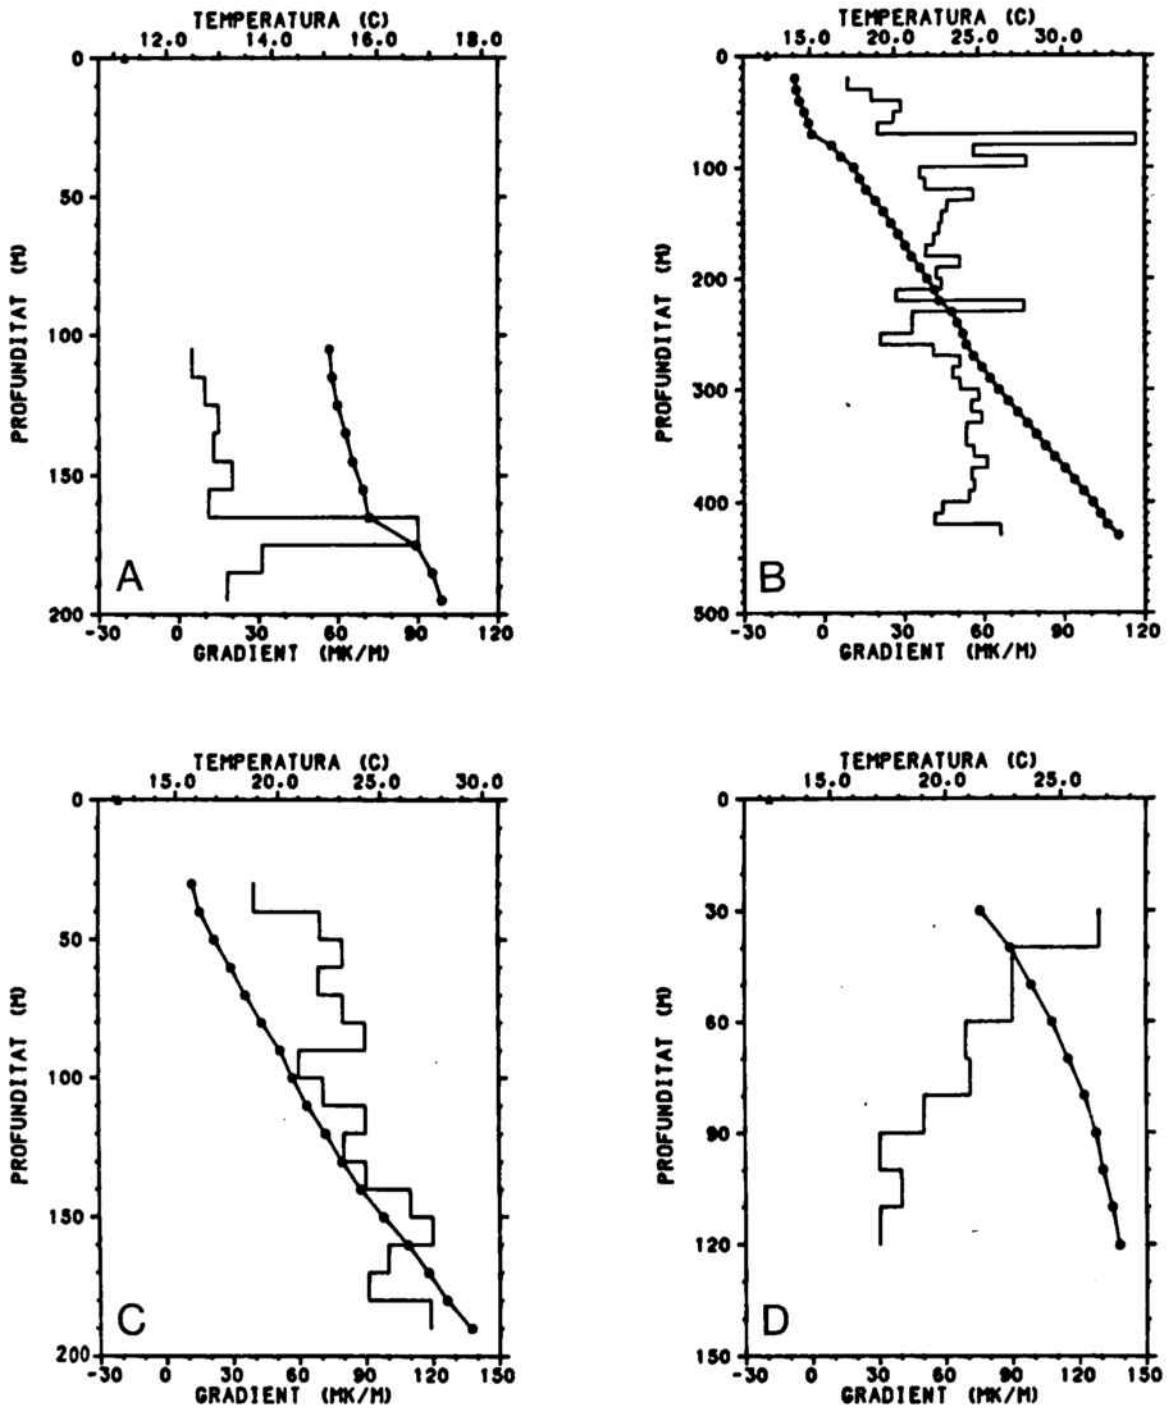 TEMPERATURA (C)
12.0 14.0 16.0 18.0
0
50
100
150
200
PROFUNDITAT (M)
A
-30 0 30 60 90 120
GRADIENT (MK/M)
TEMPERATURA (C)
15.0 20.0 25.0 30.0
0
100
200
300
400
500
PROFUNDITAT (M)
B
-30 0 30 60 90 120
GRADIENT (MK/M)
TEMPERATURA (C)
15.0 20.0 25.0 30.0
0
50
100
150
200
PROFUNDITAT (M)
C
-30 0 30 60 90 120 150
GRADIENT (MK/M)
TEMPERATURA (C)
15.0 20.0 25.0
0
30
60
90
120
150
PROFUNDITAT (M)
D
-30 0 30 60 90 120 150
GRADIENT (MK/M)